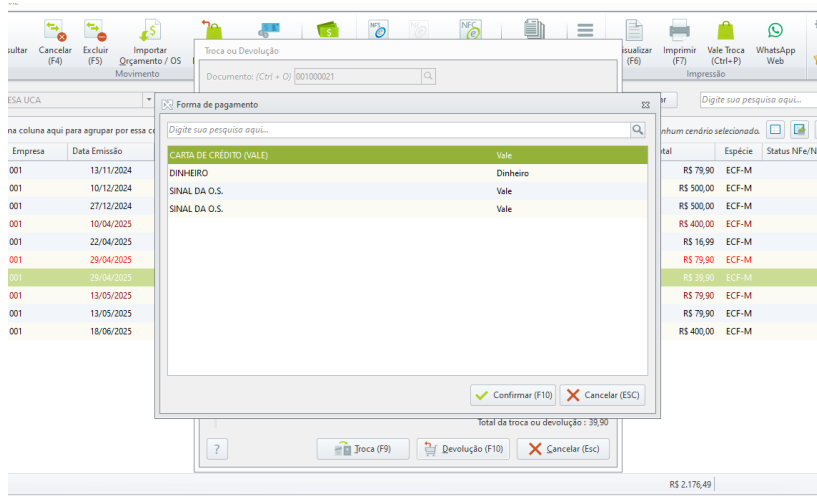 NFS
NFC
sultar Cancelar Excluir Importar
(F4) (F5) Orçamento / OS
Movimento
isualizar Imprimir Vale Troca WhatsApp
(F6) (F7) (Ctrl+P) Web
Impressão
Troca ou Devolução
Documento: (Ctrl + O) 001000021
ESA UCA
Digite sua pesquisa aqui...
ma coluna aqui para agrupar por essa co
nhum cenário selecionado.
Forma de pagamento
Digite sua pesquisa aqui...
CARTA DE CRÉDITO (VALE) Vale
DINHEIRO Dinheiro
SINAL DA O.S. Vale
SINAL DA O.S. Vale
Confirmar (F10) Cancelar (ESC)
Empresa Data Emissão tal Espécie Status NFe/N
001 13/11/2024 R$ 79,90 ECF-M
001 10/12/2024 R$ 500,00 ECF-M
001 27/12/2024 R$ 500,00 ECF-M
001 10/04/2025 R$ 400,00 ECF-M
001 22/04/2025 R$ 16,99 ECF-M
001 29/04/2025 R$ 79,90 ECF-M
001 29/04/2025 R$ 39,90 ECF-M
001 13/05/2025 R$ 79,90 ECF-M
001 13/05/2025 R$ 79,90 ECF-M
001 18/06/2025 R$ 400,00 ECF-M
Total da troca ou devolução : 39,90
? Troca (F9) Devolução (F10) Cancelar (Esc)
R$ 2.176,49